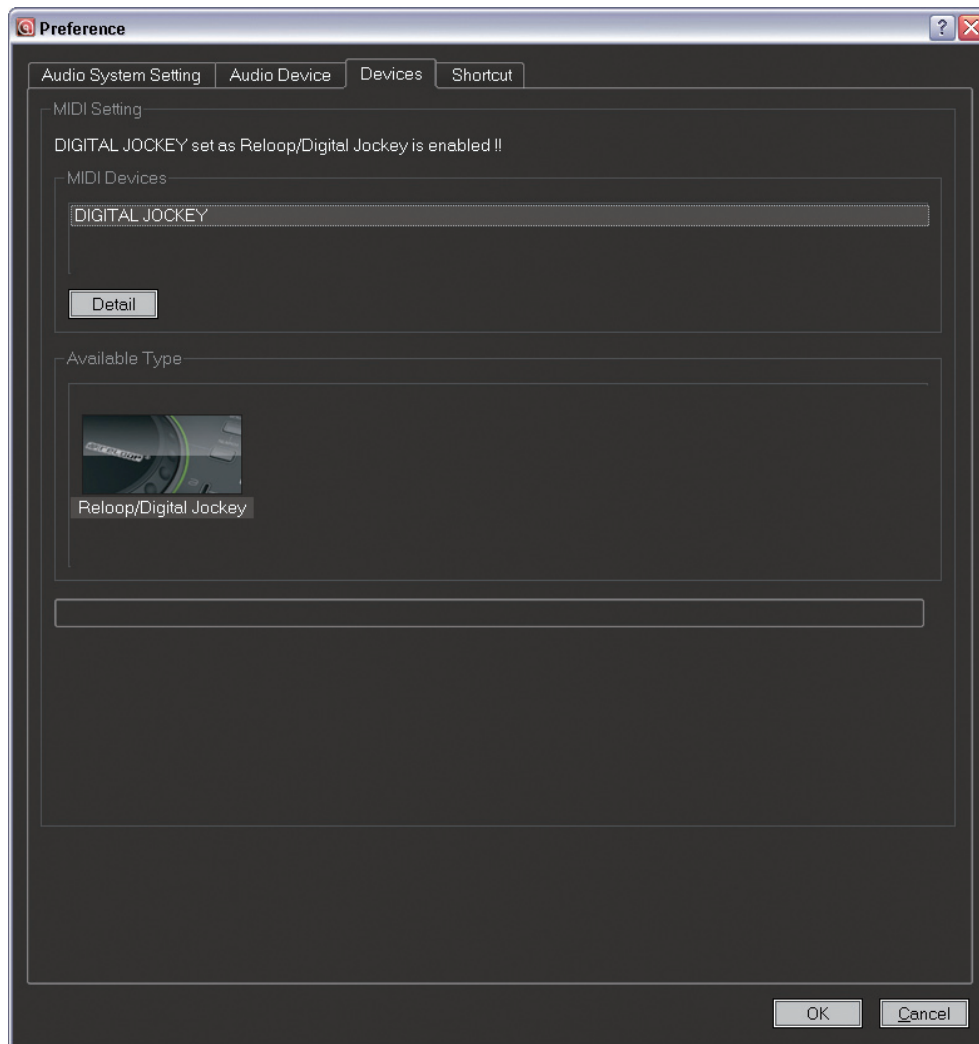 Preference
Audio System Setting
Audio Device
Devices
Shortcut
MIDI Setting
DIGITAL JOCKEY set as Reloop/Digital Jockey is enabled !!
MIDI Devices
DIGITAL JOCKEY
Detail
Available Type
reloop
Reloop/Digital Jockey
OK
Cancel